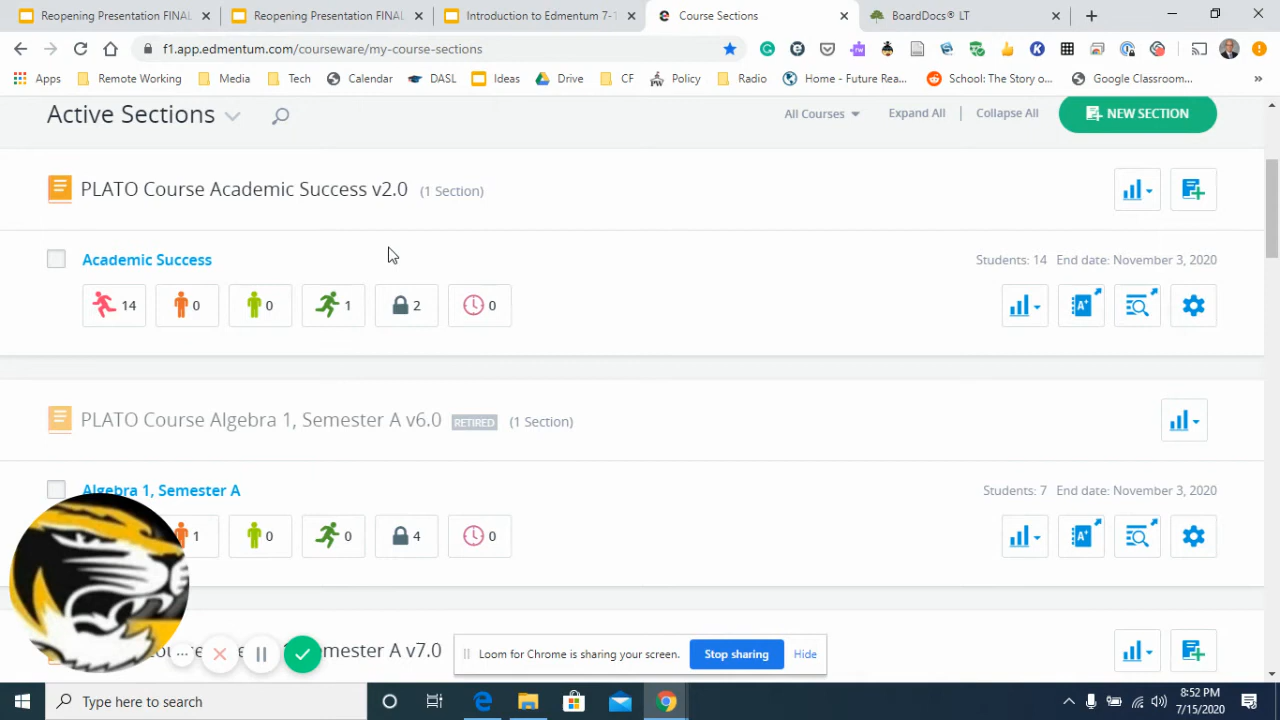 Reopening Presentation FINAL
Reopening Presentation FINAL
Introduction to Edmentum 7-1
Course Sections
BoardDocs® LT
f1.app.edmentum.com/courseware/my-course-sections
Apps
Remote Working
Media
Tech
Calendar
DASL
Ideas
Drive
CF
Policy
Radio
Home - Future Rea...
School: The Story o...
Google Classroom...
»
Active Sections
All Courses
Expand All | Collapse All
NEW SECTION
PLATO Course Academic Success v2.0 (1 Section)
Academic Success
Students: 14 End date: November 3, 2020
14 0 0 1 2 0
A+
PLATO Course Algebra 1, Semester A v6.0 RETIRED (1 Section)
Algebra 1, Semester A
Students: 7 End date: November 3, 2020
1 0 0 4 0
A+
mester A v7.0
Loom for Chrome is sharing your screen. Stop sharing Hide
Type here to search
8:52 PM
7/15/2020